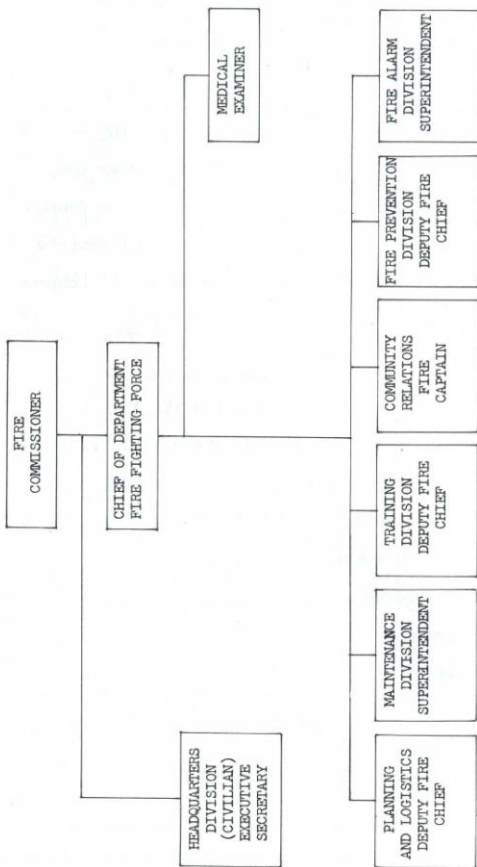 FIRE
COMMISSIONER
CHIEF OF DEPARTMENT
FIRE FIGHTING FORCE
HEADQUARTERS
DIVISION
(CIVILIAN)
EXECUTIVE
SECRETARY
MEDICAL
EXAMINER
PLANNING
AND LOGISTICS
DEPUTY FIRE
CHIEF
MAINTENANCE
DIVISION
SUPERINTENDENT
TRAINING
DIVISION
DEPUTY FIRE
CHIEF
COMMUNITY
RELATIONS
FIRE
CAPTAIN
FIRE PREVENTION
DIVISION
DEPUTY FIRE
CHIEF
FIRE ALARM
DIVISION
SUPERINTENDENT